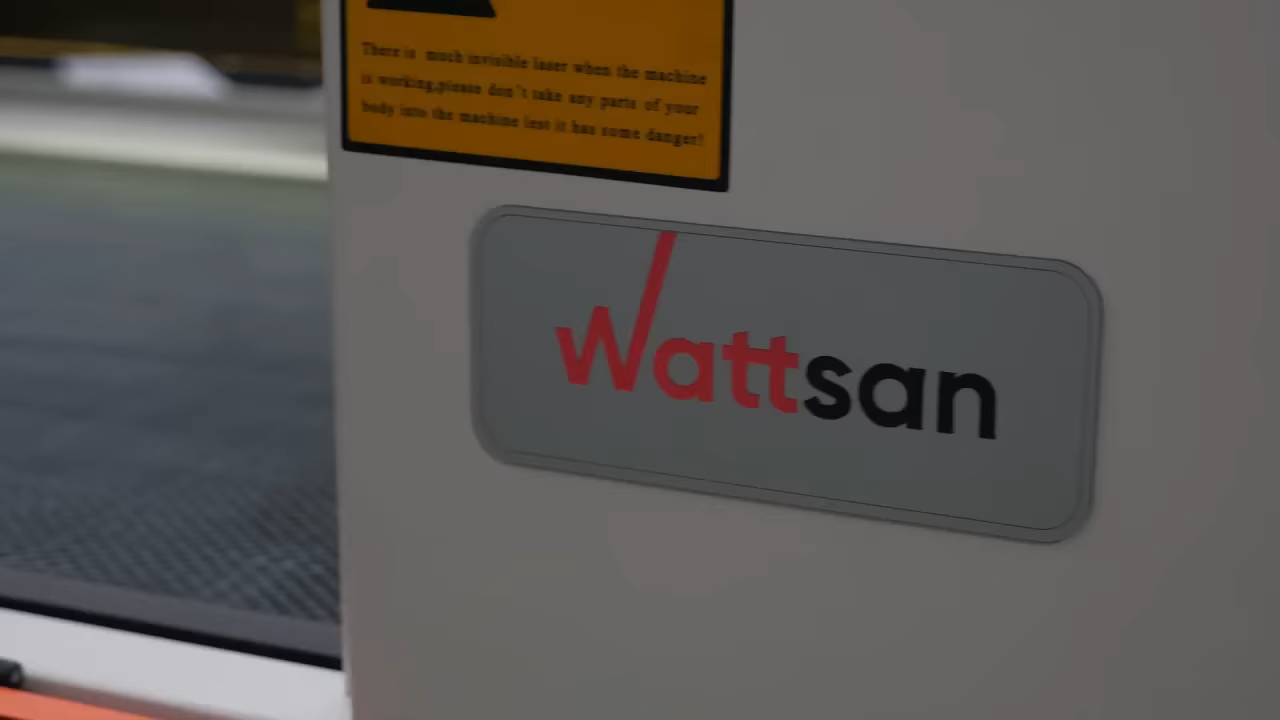 There is much invisible laser when the machine
is working,please don't take any parts of your
body into the machine lest it has some danger!
Wattsan